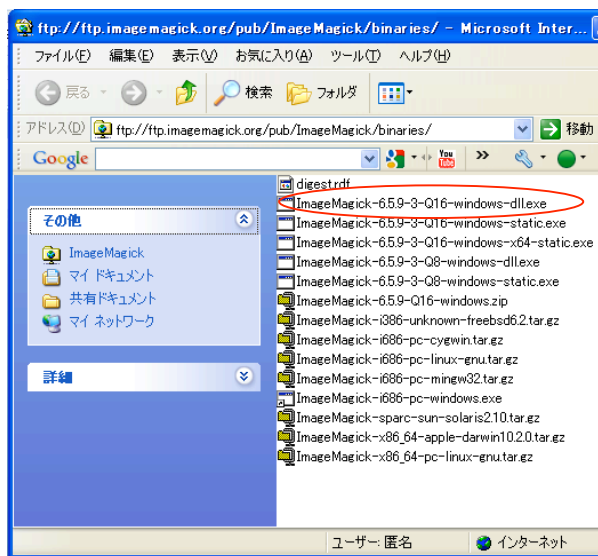 ftp://ftp.imagemagick.org/pub/ImageMagick/binaries/ - Microsoft Inter...
ファイル(F) 編集(E) 表示(V) お気に入り(A) ツール(T) ヘルプ(H)
戻る 検索 フォルダ
アドレス(D) ftp://ftp.imagemagick.org/pub/ImageMagick/binaries/ 移動
Google You Tube »
その他
ImageMagick
マイ ドキュメント
共有ドキュメント
マイ ネットワーク
詳細
digest.rdf
ImageMagick-6.5.9-3-Q16-windows-dll.exe
ImageMagick-6.5.9-3-Q16-windows-static.exe
ImageMagick-6.5.9-3-Q16-windows-x64-static.exe
ImageMagick-6.5.9-3-Q8-windows-dll.exe
ImageMagick-6.5.9-3-Q8-windows-static.exe
ImageMagick-6.5.9-Q16-windows.zip
ImageMagick-i386-unknown-freebsd6.2.tar.gz
ImageMagick-i686-pc-cygwin.tar.gz
ImageMagick-i686-pc-linux-gnu.tar.gz
ImageMagick-i686-pc-mingw32.tar.gz
ImageMagick-i686-pc-windows.exe
ImageMagick-sparc-sun-solaris2.10.tar.gz
ImageMagick-x86_64-apple-darwin10.2.0.tar.gz
ImageMagick-x86_64-pc-linux-gnu.tar.gz
ユーザー: 匿名 インターネット